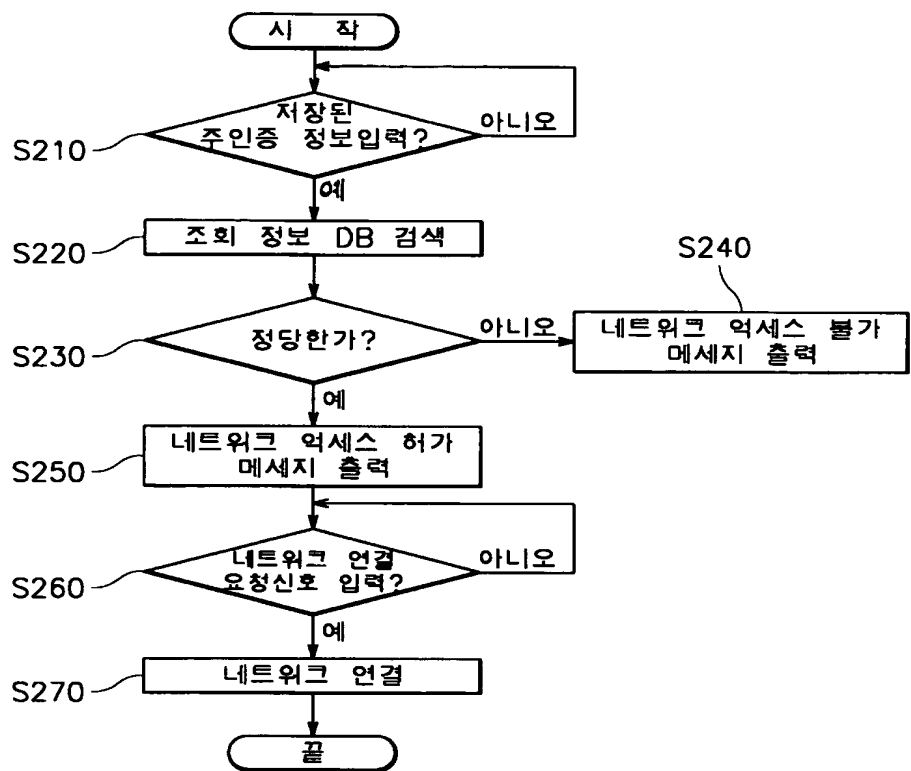 시 작
저장된
주인증 정보입력?
아니오
S210
예
조회 정보 DB 검색
S220
S240
정당한가?
아니오
네트워크 억세스 불가
메세지 출력
S230
예
네트워크 억세스 허가
메세지 출력
S250
네트워크 연결
요청신호 입력?
아니오
S260
예
네트워크 연결
S270
끝